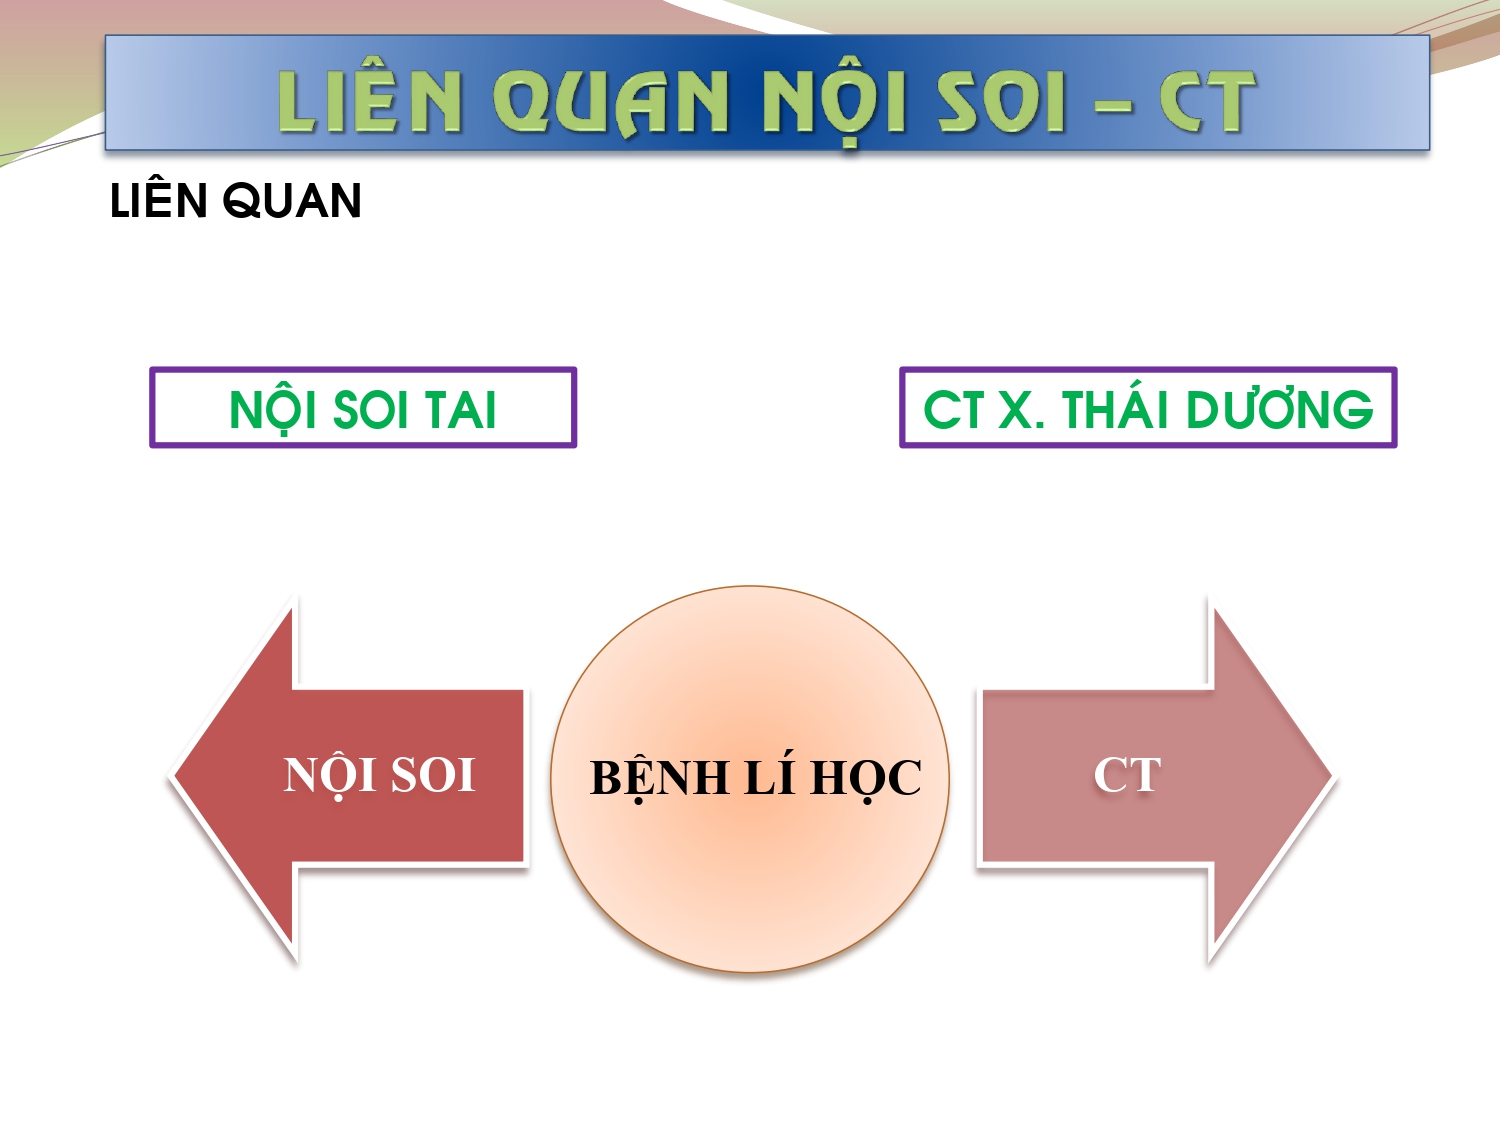 LIÊN QUAN NỘI SOI – CT
LIÊN QUAN
NỘI SOI TAI
CT X. THÁI DƯƠNG
NỘI SOI
BỆNH LÍ HỌC
CT